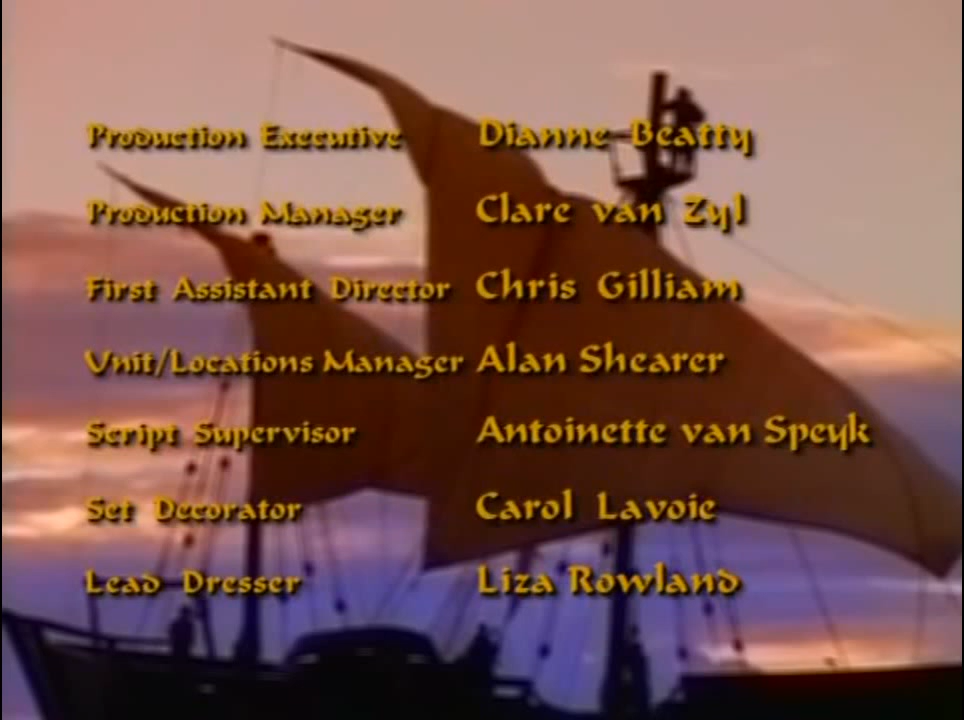 Production Executive Dianne Beatty
Production Manager Clare van Zyl
First Assistant Director Chris Gilliam
Unit/Locations Manager Alan Shearer
Script Supervisor Antoinette van Speyk
Set Decorator Carol Lavoie
Lead Dresser Liza Rowland